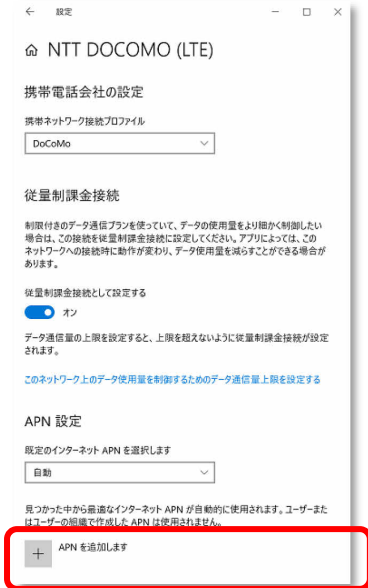 設定
NTT DOCOMO (LTE)
携帯電話会社の設定
携帯ネットワーク接続プロファイル
DoCoMo
従量制課金接続
制限付きのデータ通信プランを使っていて、データの使用量をより細かく制御したい
場合は、この接続を従量制課金接続に設定してください。アプリによっては、この
ネットワークへの接続時に動作が変わり、データ使用量を減らすことができる場合が
あります。
従量制課金接続として設定する
オン
データ通信量の上限を設定すると、上限を超えないように従量制課金接続が設定
されます。
このネットワーク上のデータ使用量を制御するためのデータ通信量上限を設定する
APN 設定
既定のインターネット APN を選択します
自動
見つかった中から最適なインターネット APN が自動的に使用されます。ユーザーまた
はユーザーの組織で作成した APN は使用されません。
APN を追加します